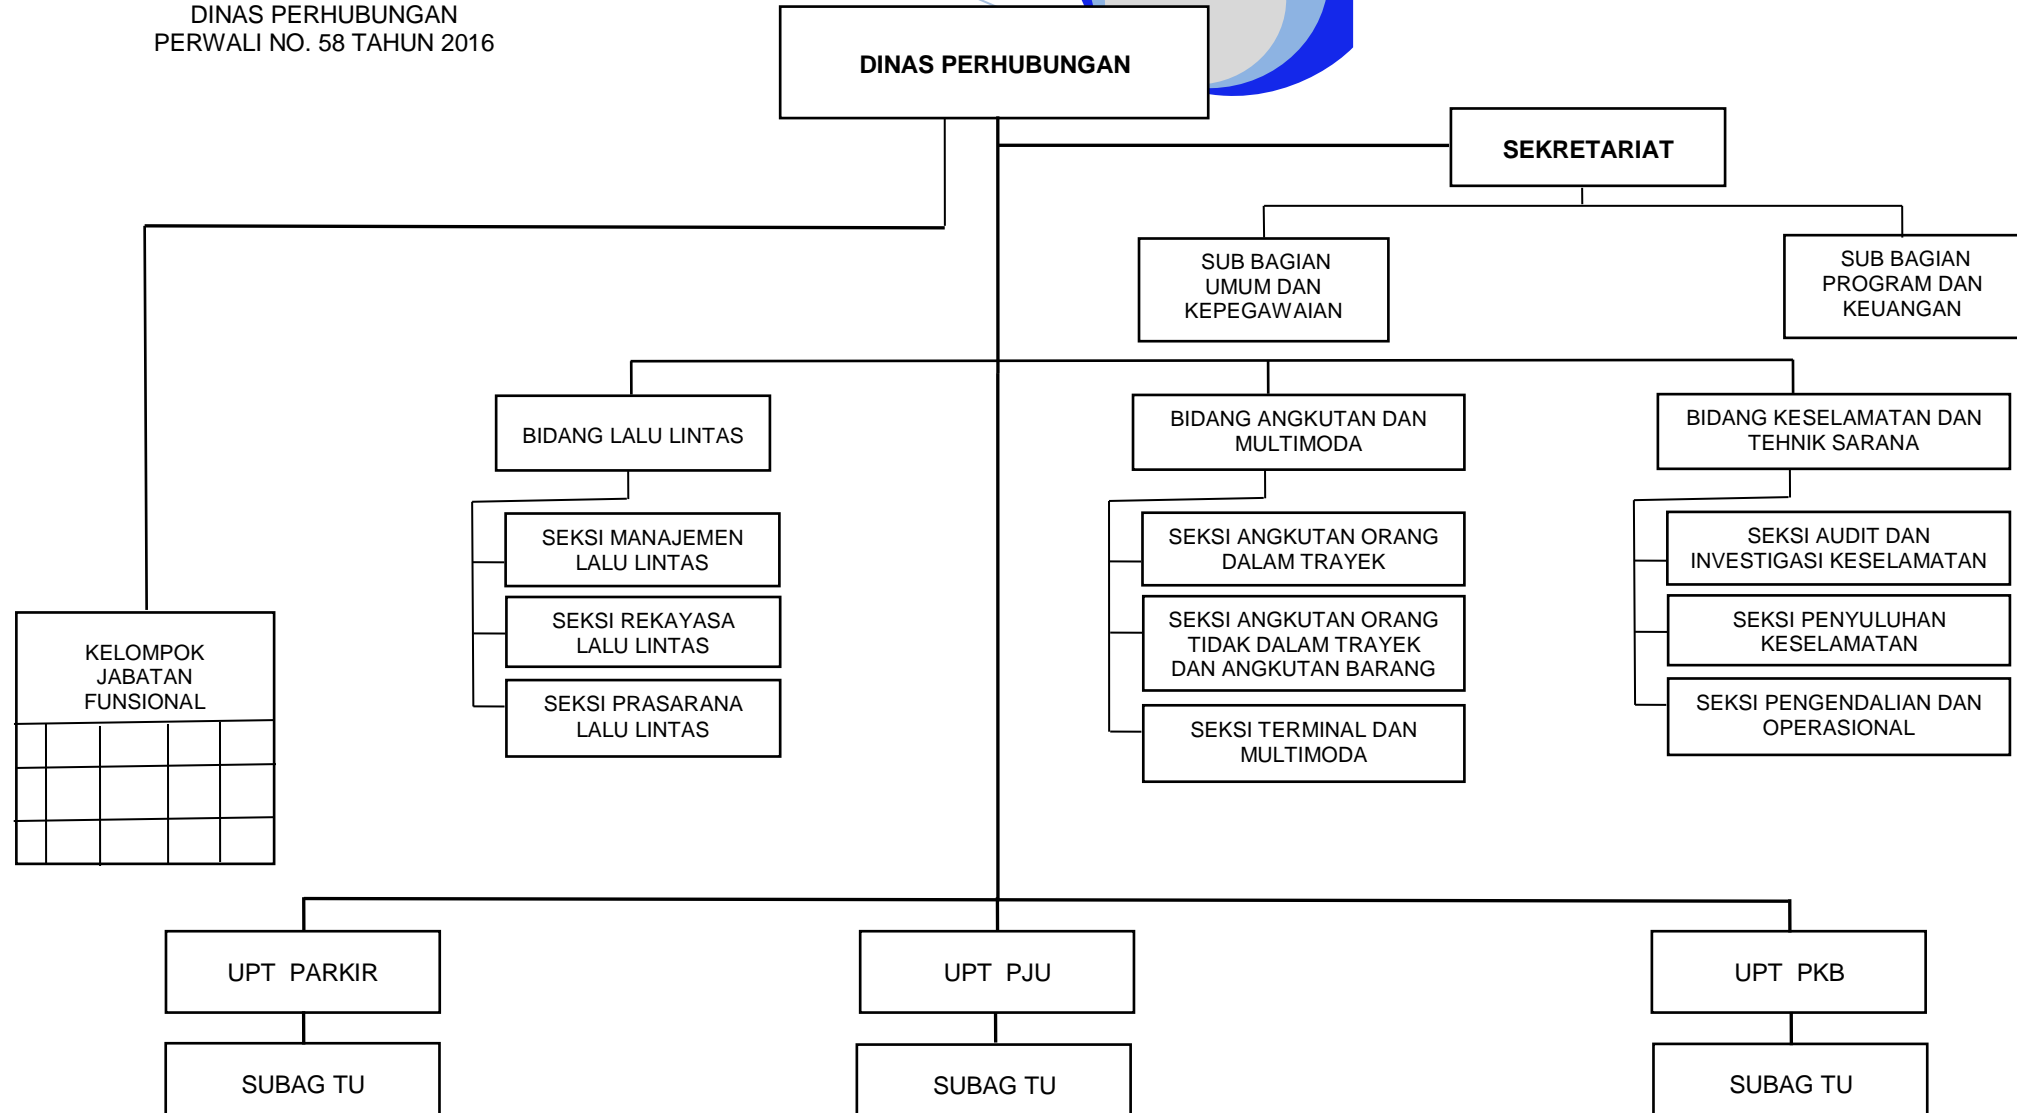 DINAS PERHUBUNGAN
PERWALI NO. 58 TAHUN 2016
DINAS PERHUBUNGAN
SEKRETARIAT
SUB BAGIAN
UMUM DAN
KEPEGAWAIAN
SUB BAGIAN
PROGRAM DAN
KEUANGAN
BIDANG LALU LINTAS
BIDANG ANGKUTAN DAN
MULTIMODA
BIDANG KESELAMATAN DAN
TEHNIK SARANA
SEKSI MANAJEMEN
LALU LINTAS
SEKSI REKAYASA
LALU LINTAS
SEKSI PRASARANA
LALU LINTAS
SEKSI ANGKUTAN ORANG
DALAM TRAYEK
SEKSI ANGKUTAN ORANG
TIDAK DALAM TRAYEK
DAN ANGKUTAN BARANG
SEKSI TERMINAL DAN
MULTIMODA
SEKSI AUDIT DAN
INVESTIGASI KESELAMATAN
SEKSI PENYULUHAN
KESELAMATAN
SEKSI PENGENDALIAN DAN
OPERASIONAL
KELOMPOK
JABATAN
FUNSIONAL
UPT PARKIR
UPT PJU
UPT PKB
SUBAG TU
SUBAG TU
SUBAG TU